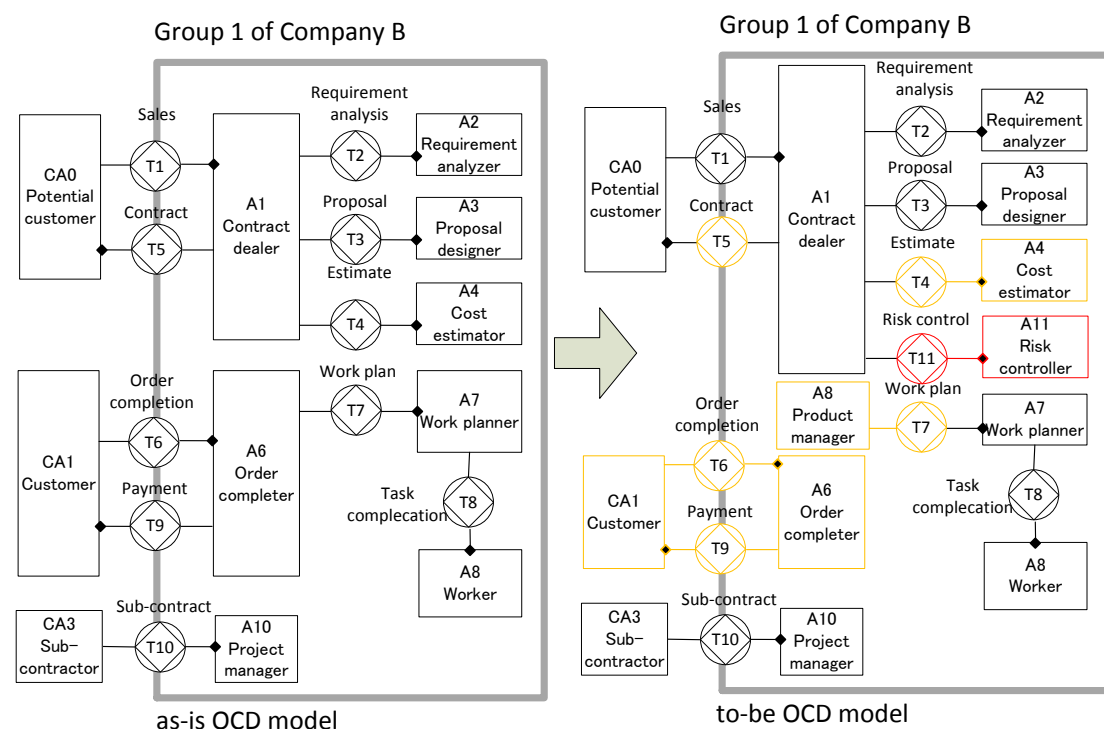 Group 1 of Company B
Sales
Requirement
analysis
CA0
Potential
customer
T1
T2
A2
Requirement
analyzer
Contract
T5
A1
Contract
dealer
Proposal
T3
A3
Proposal
designer
Estimate
T4
A4
Cost
estimator
Order
completion
T6
Work plan
T7
A7
Work planner
CA1
Customer
A6
Order
completer
Payment
T9
Task
complecation
T8
A8
Worker
CA3
Sub-
contractor
Sub-contract
T10
A10
Project
manager
as-is OCD model
Group 1 of Company B
Sales
Requirement
analysis
CA0
Potential
customer
T1
T2
A2
Requirement
analyzer
Contract
T5
A1
Contract
dealer
Proposal
T3
A3
Proposal
designer
Estimate
T4
A4
Cost
estimator
Risk control
T11
A11
Risk
controller
A8
Product
manager
Work plan
T7
A7
Work planner
Order
completion
T6
CA1
Customer
A6
Order
completer
Payment
T9
Task
complecation
T8
A8
Worker
CA3
Sub-
contractor
Sub-contract
T10
A10
Project
manager
to-be OCD model